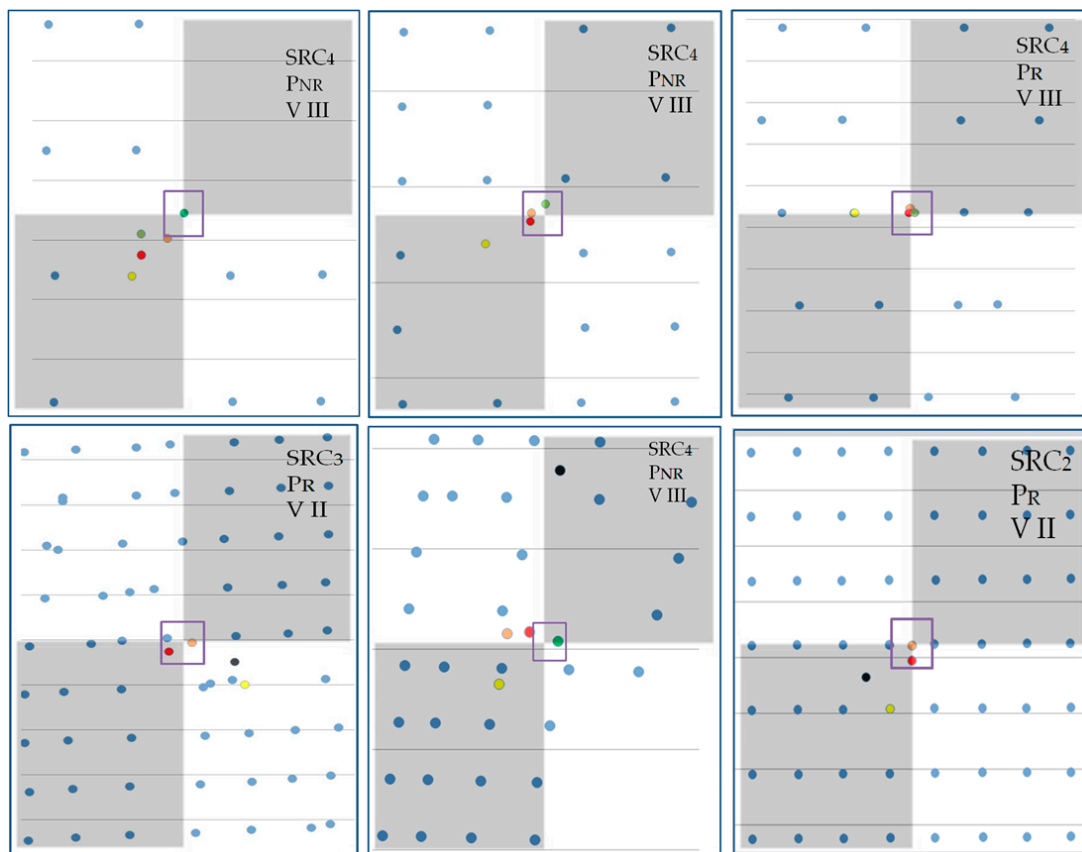 SRC4
PNR
V III
SRC4
PNR
V III
SRC4
PR
V III
SRC3
PR
V II
SRC4
PNR
V III
SRC2
PR
V II